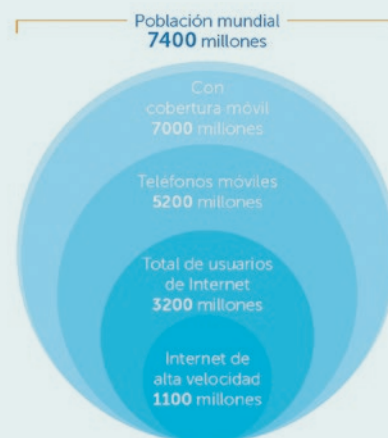 Población mundial
7400 millones
Con
cobertura móvil
7000 millones
Teléfonos móviles
5200 millones
Total de usuarios
de Internet
3200 millones
Internet de
alta velocidad
1100 millones